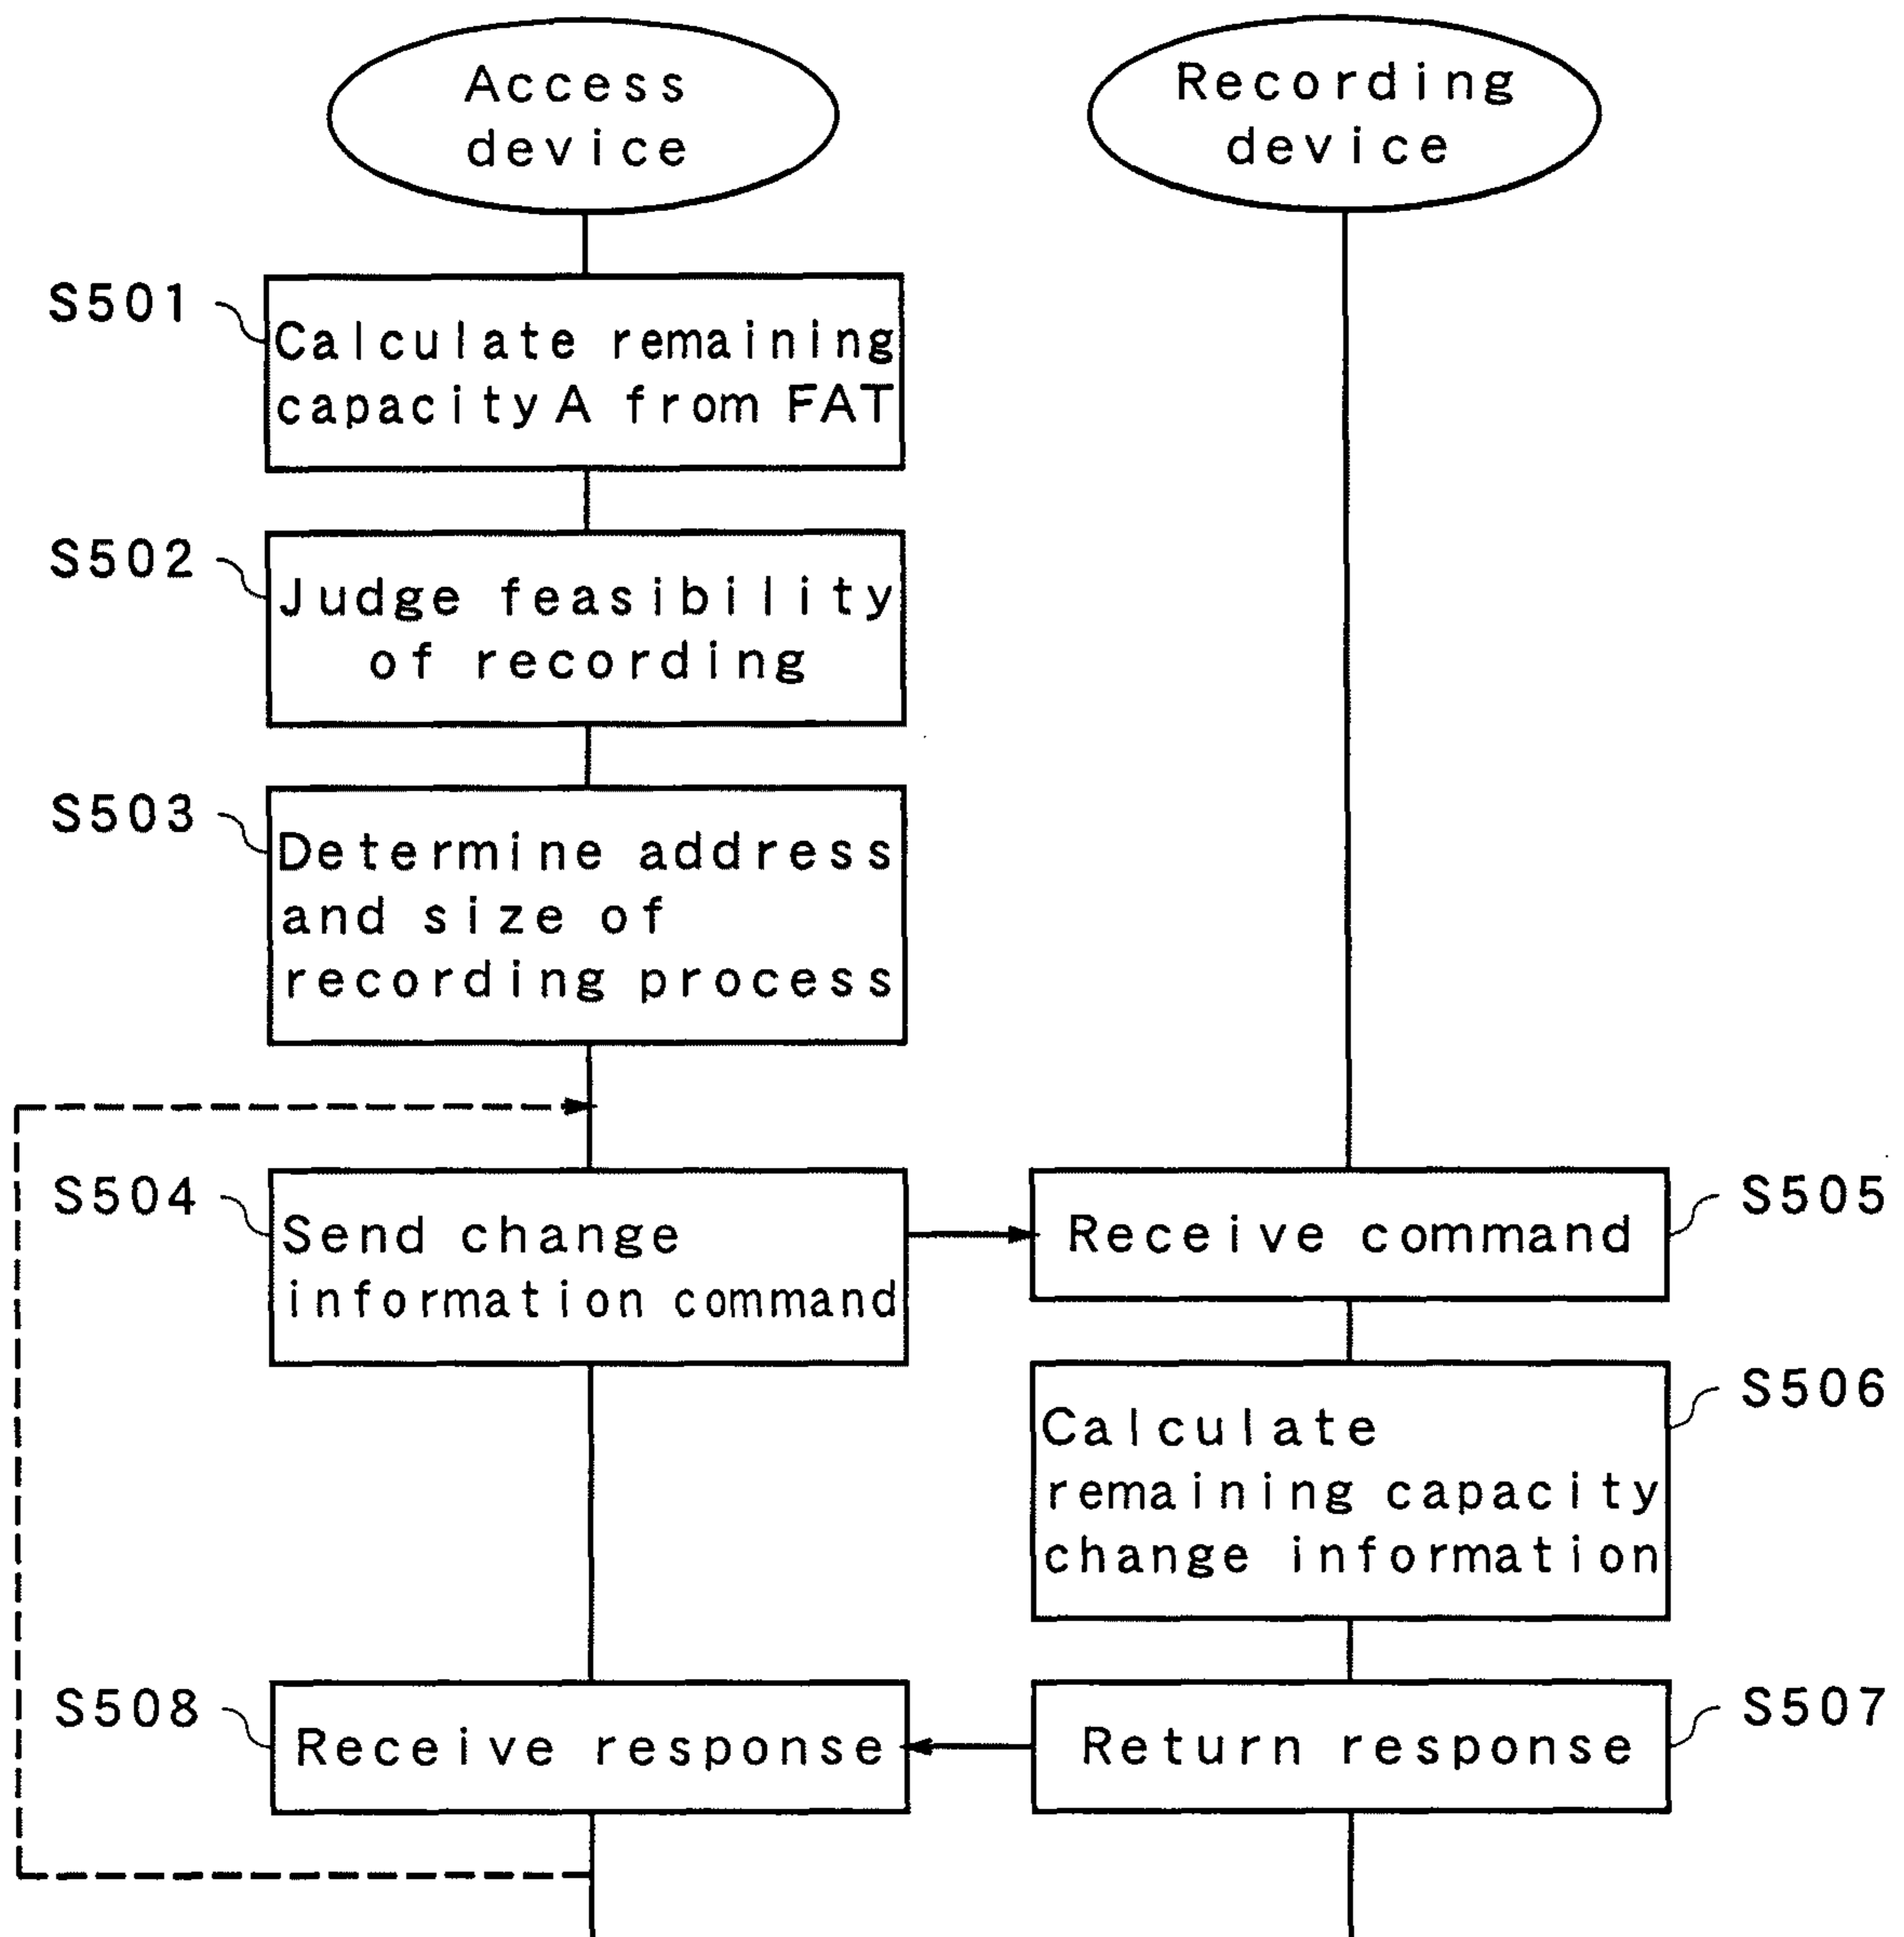 Access
device
Recording
device
S501
Calculate remaining
capacity A from FAT
S502
Judge feasibility
of recording
S503
Determine address
and size of
recording process
S504
Send change
information command
S505
Receive command
S506
Calculate
remaining capacity
change information
S508
Receive response
S507
Return response